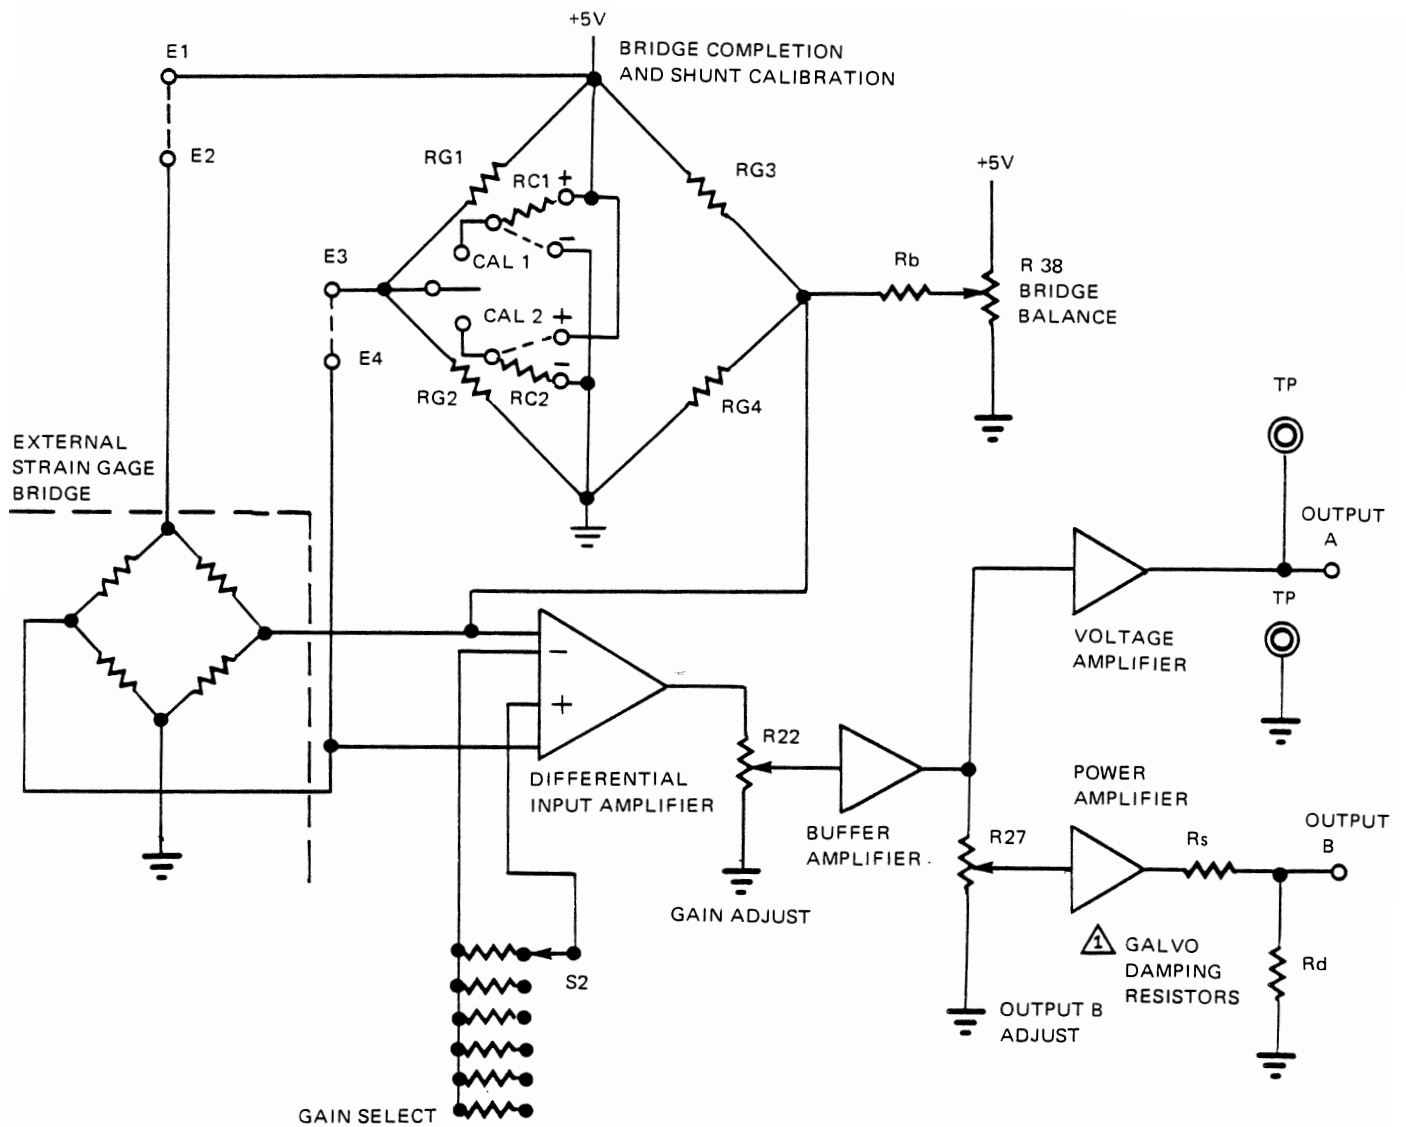 +5V
E1
BRIDGE COMPLETION
AND SHUNT CALIBRATION
E2
RG1
RC1
+
RG3
+5V
−
CAL 1
E3
Rb
R 38
BRIDGE
BALANCE
CAL 2
+
E4
−
RG2
RC2
RG4
TP
EXTERNAL
STRAIN GAGE
BRIDGE
OUTPUT
A
TP
VOLTAGE
AMPLIFIER
−
+
R22
DIFFERENTIAL
INPUT AMPLIFIER
POWER
AMPLIFIER
BUFFER
AMPLIFIER
R27
Rs
OUTPUT
B
GAIN ADJUST
1
GALVO
DAMPING
RESISTORS
Rd
S2
OUTPUT B
ADJUST
GAIN SELECT